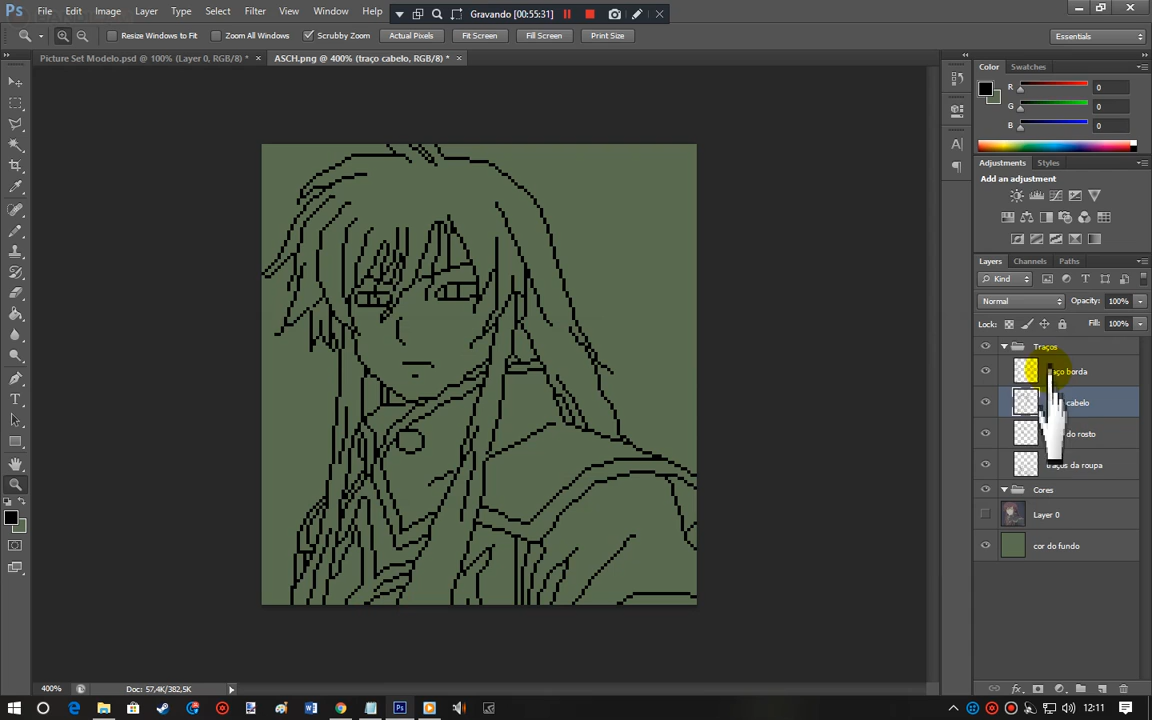 Ps File Edit Image Layer Type Select Filter View Window Help
Gravando [00:55:31]
Resize Windows to Fit Zoom All Windows Scrubby Zoom Actual Pixels Fit Screen Fill Screen Print Size Essentials
Picture Set Modelo.psd @ 100% (Layer 0, RGB/8) * × ASCH.png @ 400% (traço cabelo, RGB/8) * ×
Color Swatches
R 0
G 0
B 0
Adjustments Styles
Add an adjustment
Layers Channels Paths
Kind
Normal Opacity: 100%
Lock: Fill: 100%
Traços
aço borda
cabelo
do rosto
traços da roupa
Cores
Layer 0
cor do fundo
400% Doc: 57,4K/382,5K
12:11